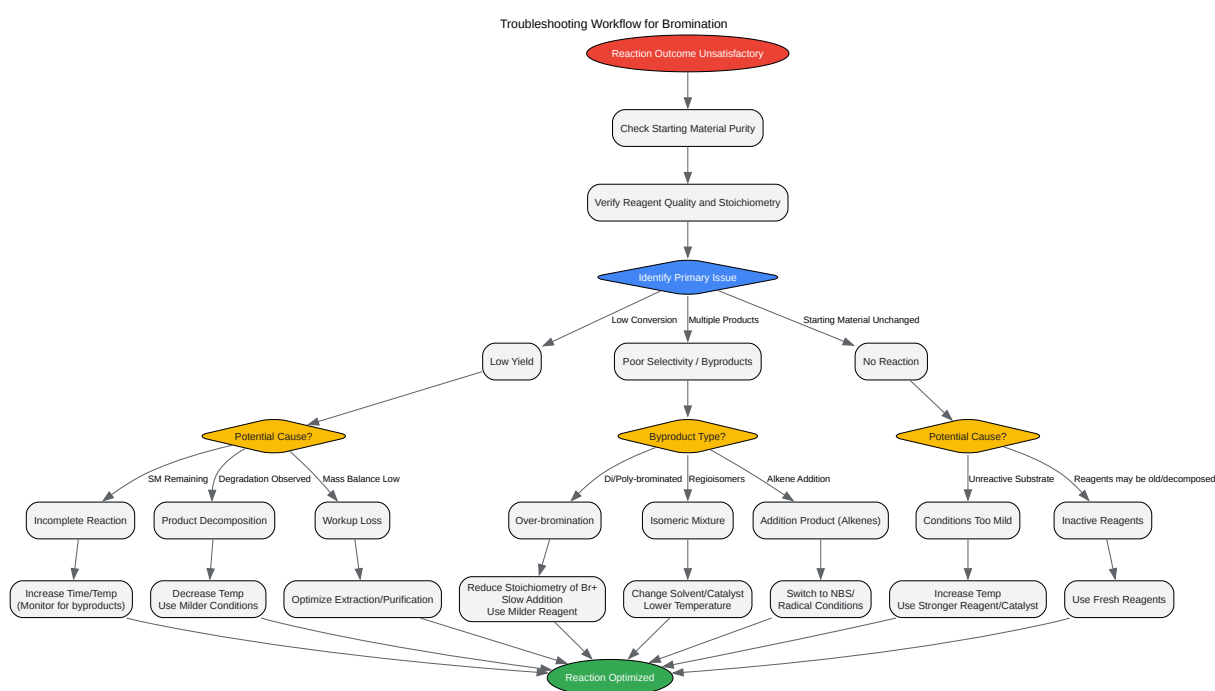 Troubleshooting Workflow for Bromination
Reaction Outcome Unsatisfactory
Check Starting Material Purity
Verify Reagent Quality and Stoichiometry
Identify Primary Issue
Low Conversion
Multiple Products
Starting Material Unchanged
Low Yield
Poor Selectivity / Byproducts
No Reaction
Potential Cause?
Byproduct Type?
Potential Cause?
SM Remaining
Degradation Observed
Mass Balance Low
Di/Poly-brominated
Regioisomers
Alkene Addition
Unreactive Substrate
Reagents may be old/decomposed
Incomplete Reaction
Product Decomposition
Workup Loss
Over-bromination
Isomeric Mixture
Addition Product (Alkenes)
Conditions Too Mild
Inactive Reagents
Increase Time/Temp
(Monitor for byproducts)
Decrease Temp
Use Milder Conditions
Optimize Extraction/Purification
Reduce Stoichiometry of Br+
Slow Addition
Use Milder Reagent
Change Solvent/Catalyst
Lower Temperature
Switch to NBS/
Radical Conditions
Increase Temp
Use Stronger Reagent/Catalyst
Use Fresh Reagents
Reaction Optimized